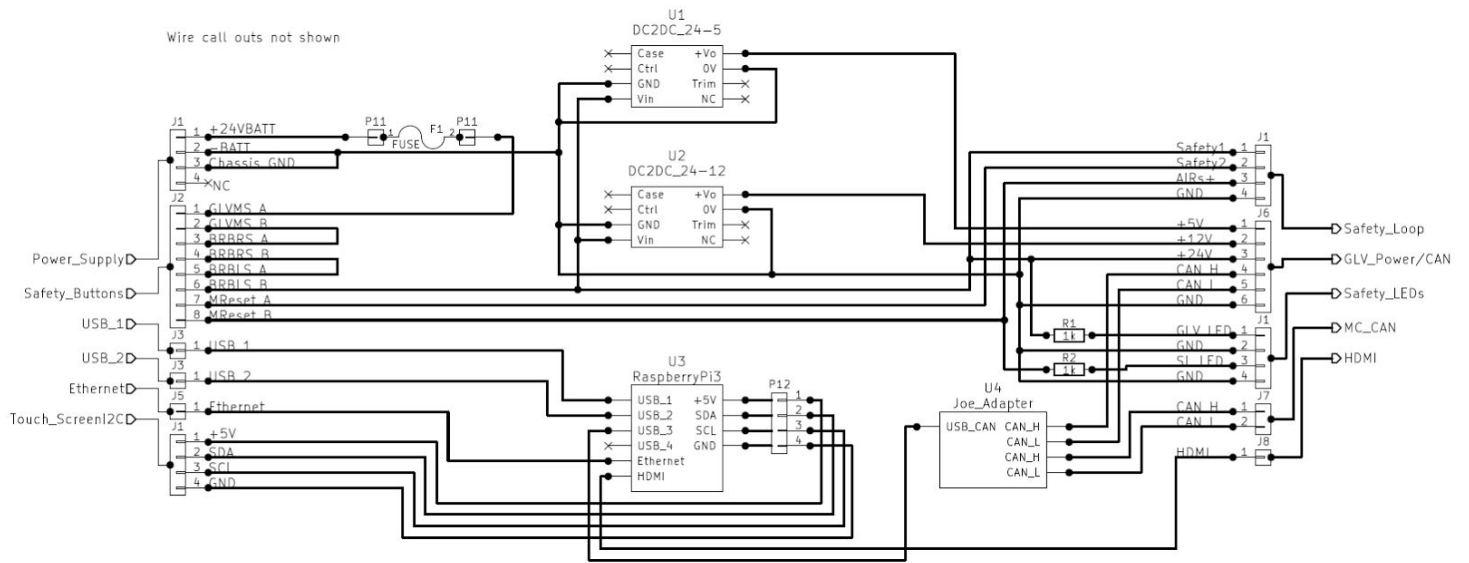 Wire call outs not shown
U1
DC2DC_24-5
Case +Vo
Ctrl 0V
GND Trim
Vin NC
J1
1 +24VBATT
2 -BATT
3 Chassis_GND
4 NC
P11
1 F1 2
FUSE
P11
U2
DC2DC_24-12
Case +Vo
Ctrl 0V
GND Trim
Vin NC
J2
1 GLVMS_A
2 GLVMS_B
3 BRBRS_A
4 BRBRS_B
5 BRBLS_A
6 BRBLS_B
7 MReset_A
8 MReset_B
Power_Supply
Safety_Buttons
USB_1
USB_2
Ethernet
Touch_ScreenI2C
J3
1 USB_1
J3
1 USB_2
J5
1 Ethernet
J1
1 +5V
2 SDA
3 SCL
4 GND
U3
RaspberryPi3
USB_1 +5V
USB_2 SDA
USB_3 SCL
USB_4 GND
Ethernet
HDMI
P12
1
2
3
4
U4
Joe_Adapter
USB_CAN CAN_H
CAN_L
CAN_H
CAN_L
J1
Safety1 1
Safety2 2
AIRs+ 3
GND 4
J6
+5V 1
+12V 2
+24V 3
CAN_H 4
CAN_L 5
GND 6
R1
1k
R2
1k
J1
GLV_LED 1
GND 2
SL_LED 3
GND 4
J7
CAN_H 1
CAN_L 2
J8
HDMI 1
Safety_Loop
GLV_Power/CAN
Safety_LEDs
MC_CAN
HDMI